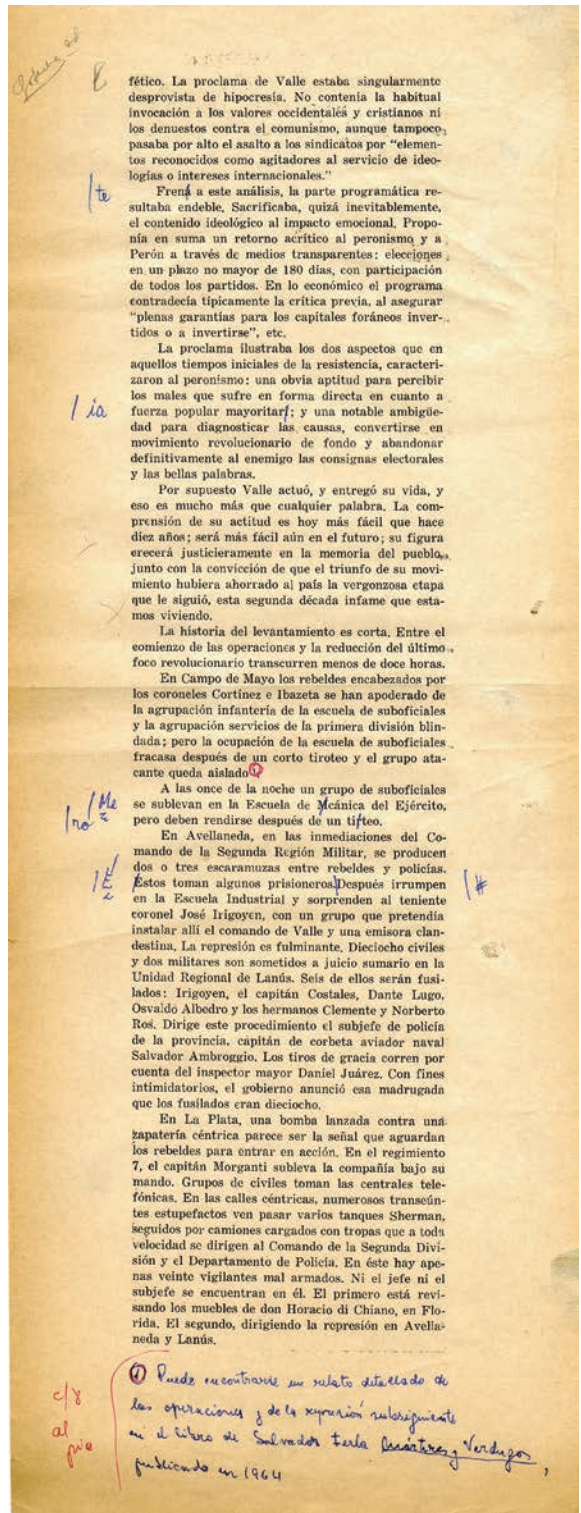 fético. La proclama de Valle estaba singularmente
desprovista de hipocresía. No contenía la habitual
invocación a los valores occidentales y cristianos ni
los denuestos contra el comunismo, aunque tampoco
pasaba por alto el asalto a los sindicatos por “elemen-
tos reconocidos como agitadores al servicio de ideo-
logías o intereses internacionales.”
/te
Frena a este análisis, la parte programática re-
sultaba endeble. Sacrificaba, quizá inevitablemente,
el contenido ideológico al impacto emocional. Propo-
nía en suma un retorno acrítico al peronismo y a
Perón a través de medios transparentes: elecciones
en un plazo no mayor de 180 días, con participación
de todos los partidos. En lo económico el programa
contradecía típicamente la crítica previa, al asegurar
“plenas garantías para los capitales foráneos inver-
tidos o a invertirse”, etc.
La proclama ilustraba los dos aspectos que en
aquellos tiempos iniciales de la resistencia, caracteri-
zaron al peronismo: una obvia aptitud para percibir
los males que sufre en forma directa en cuanto a
/ia
fuerza popular mayoritar; y una notable ambigüe-
dad para diagnosticar las causas, convertirse en
movimiento revolucionario de fondo y abandonar
definitivamente al enemigo las consignas electorales
y las bellas palabras.
Por supuesto Valle actuó, y entregó su vida, y
eso es mucho más que cualquier palabra. La com-
prensión de su actitud es hoy más fácil que hace
diez años; será más fácil aún en el futuro; su figura
crecerá justicieramente en la memoria del pueblo,
junto con la convicción de que el triunfo de su movi-
miento hubiera ahorrado al país la vergonzosa etapa
que le siguió, esta segunda década infame que esta-
mos viviendo.
La historia del levantamiento es corta. Entre el
comienzo de las operaciones y la reducción del último
foco revolucionario transcurren menos de doce horas.
En Campo de Mayo los rebeldes encabezados por
los coroneles Cortínez e Ibazeta se han apoderado de
la agrupación infantería de la escuela de suboficiales
y la agrupación servicios de la primera división blin-
dada; pero la ocupación de la escuela de suboficiales
fracasa después de un corto tiroteo y el grupo ata-
cante queda aislado ①
A las once de la noche un grupo de suboficiales
/Me
se sublevan en la Escuela de Mcánica del Ejército,
/ro
pero deben rendirse después de un titeo.
En Avellaneda, en las inmediaciones del Co-
mando de la Segunda Región Militar, se producen
dos o tres escaramuzas entre rebeldes y policías.
/É
Estos toman algunos prisioneros.Después irrumpen /#
en la Escuela Industrial y sorprenden al teniente
coronel José Irigoyen, con un grupo que pretendía
instalar allí el comando de Valle y una emisora clan-
destina. La represión es fulminante. Dieciocho civiles
y dos militares son sometidos a juicio sumario en la
Unidad Regional de Lanús. Seis de ellos serán fusi-
lados: Irigoyen, el capitán Costales, Dante Lugo,
Osvaldo Albedro y los hermanos Clemente y Norberto
Ros. Dirige este procedimiento el subjefe de policía
de la provincia, capitán de corbeta aviador naval
Salvador Ambroggio. Los tiros de gracia corren por
cuenta del inspector mayor Daniel Juárez. Con fines
intimidatorios, el gobierno anunció esa madrugada
que los fusilados eran dieciocho.
En La Plata, una bomba lanzada contra una
zapatería céntrica parece ser la señal que aguardan
los rebeldes para entrar en acción. En el regimiento
7, el capitán Morganti subleva la compañía bajo su
mando. Grupos de civiles toman las centrales tele-
fónicas. En las calles céntricas, numerosos transeún-
tes estupefactos ven pasar varios tanques Sherman,
seguidos por camiones cargados con tropas que a toda
velocidad se dirigen al Comando de la Segunda Divi-
sión y el Departamento de Policía. En éste hay ape-
nas veinte vigilantes mal armados. Ni el jefe ni el
subjefe se encuentran en él. El primero está revi-
sando los muebles de don Horacio di Chiano, en Flo-
rida. El segundo, dirigiendo la represión en Avella-
neda y Lanús.
① Puede encontrarse un relato detallado de
las operaciones y de la represión subsiguiente
en el libro de Salvador Ferla Mártires y Verdugos,
publicado en 1964
c/8
al
pie